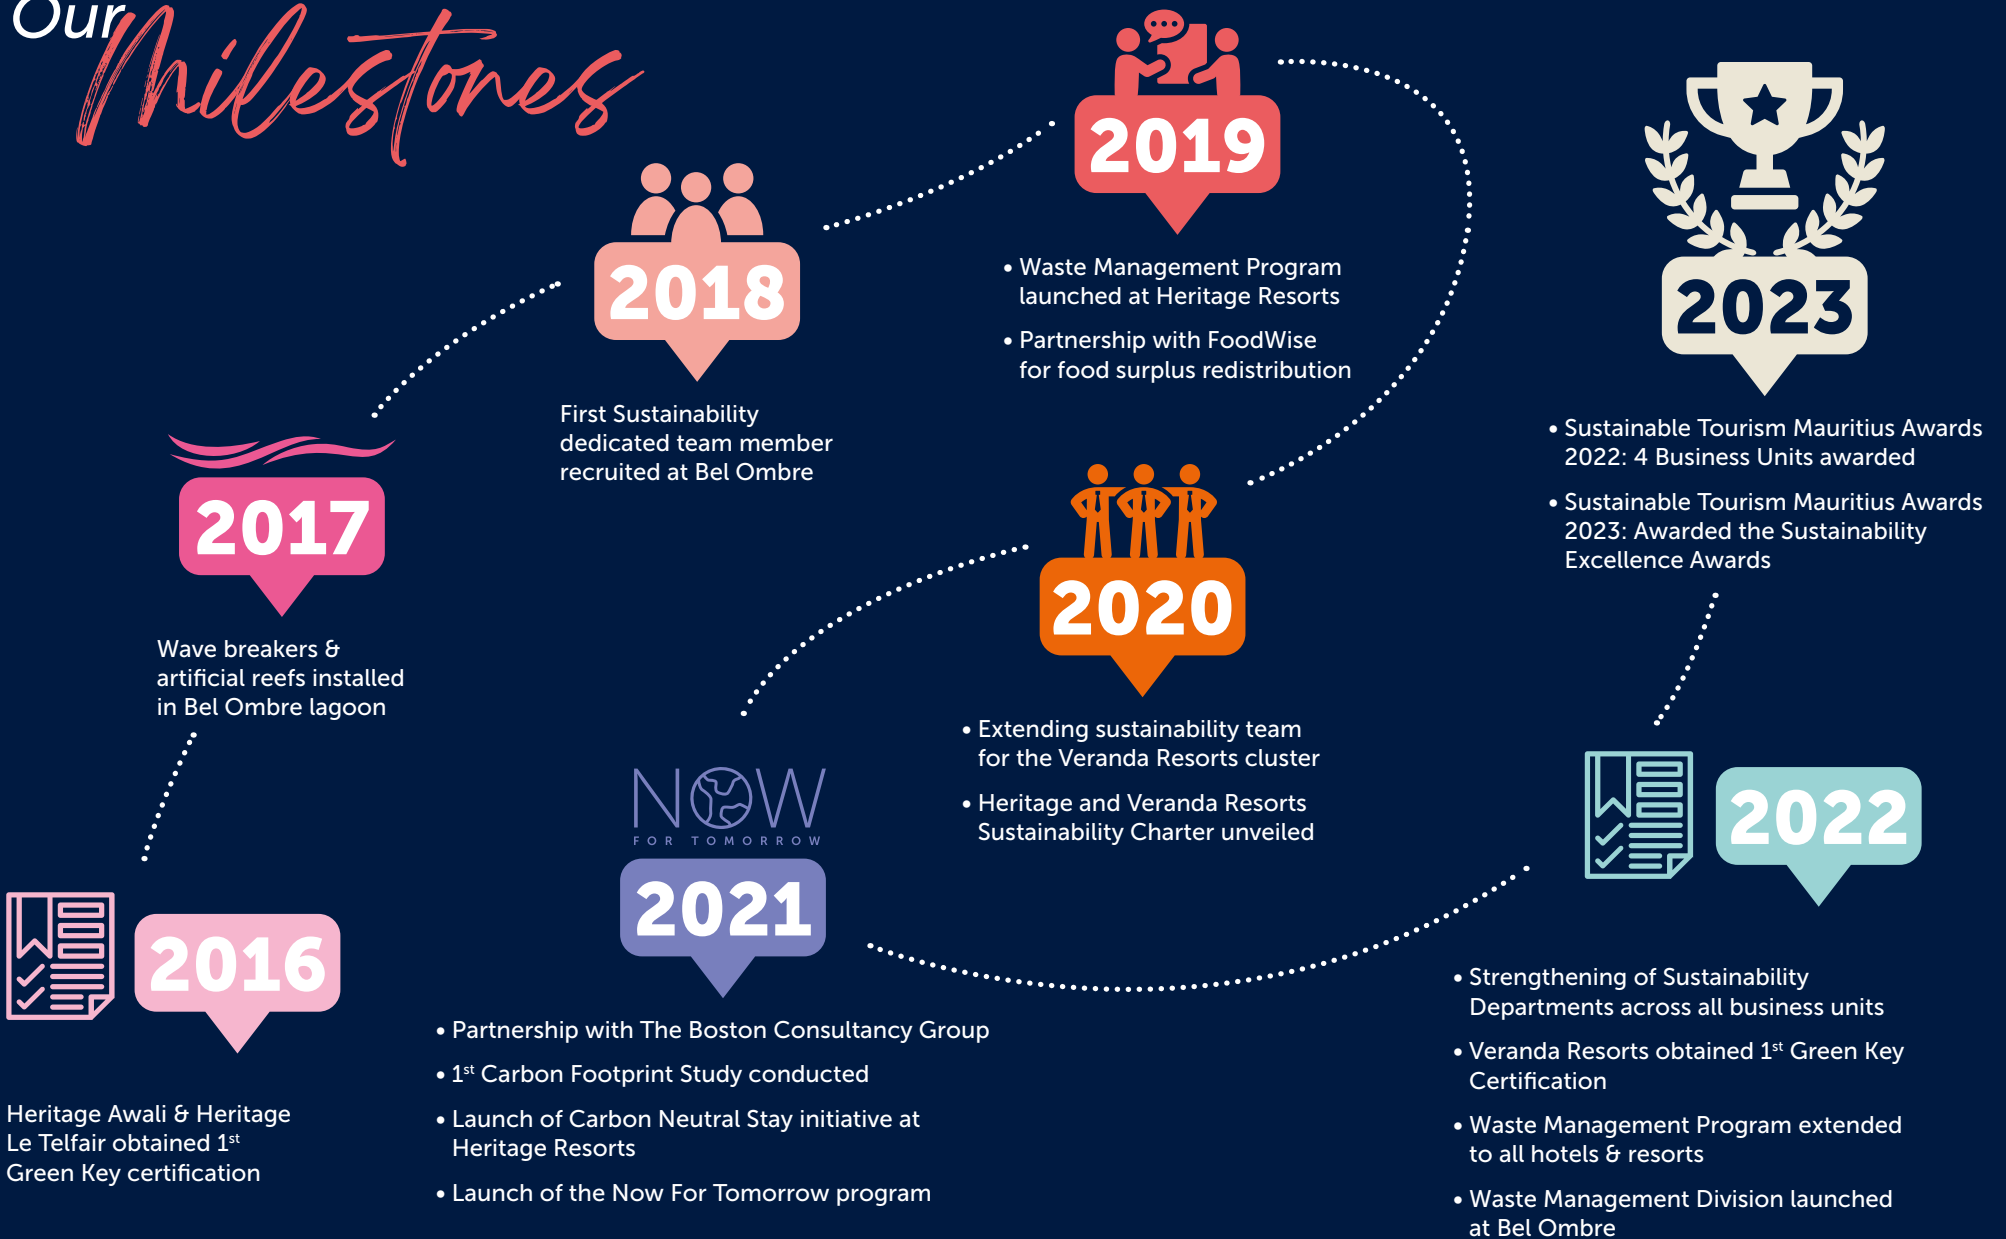 Our
Milestones
2016
Heritage Awali & Heritage
Le Telfair obtained 1st
Green Key certification
2017
Wave breakers &
artificial reefs installed
in Bel Ombre lagoon
2018
First Sustainability
dedicated team member
recruited at Bel Ombre
2019
• Waste Management Program
launched at Heritage Resorts
• Partnership with FoodWise
for food surplus redistribution
2020
• Extending sustainability team
for the Veranda Resorts cluster
• Heritage and Veranda Resorts
Sustainability Charter unveiled
NOW
FOR TOMORROW
2021
• Partnership with The Boston Consultancy Group
• 1st Carbon Footprint Study conducted
• Launch of Carbon Neutral Stay initiative at
Heritage Resorts
• Launch of the Now For Tomorrow program
2022
• Strengthening of Sustainability
Departments across all business units
• Veranda Resorts obtained 1st Green Key
Certification
• Waste Management Program extended
to all hotels & resorts
• Waste Management Division launched
at Bel Ombre
2023
• Sustainable Tourism Mauritius Awards
2022: 4 Business Units awarded
• Sustainable Tourism Mauritius Awards
2023: Awarded the Sustainability
Excellence Awards